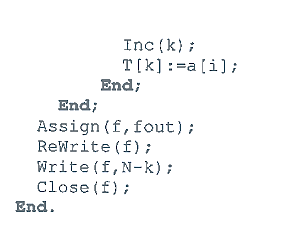 Inc(k);
T[k]:=a[i];
End;
End;
Assign(f,fout);
ReWrite(f);
Write(f,N-k);
Close(f);
End.